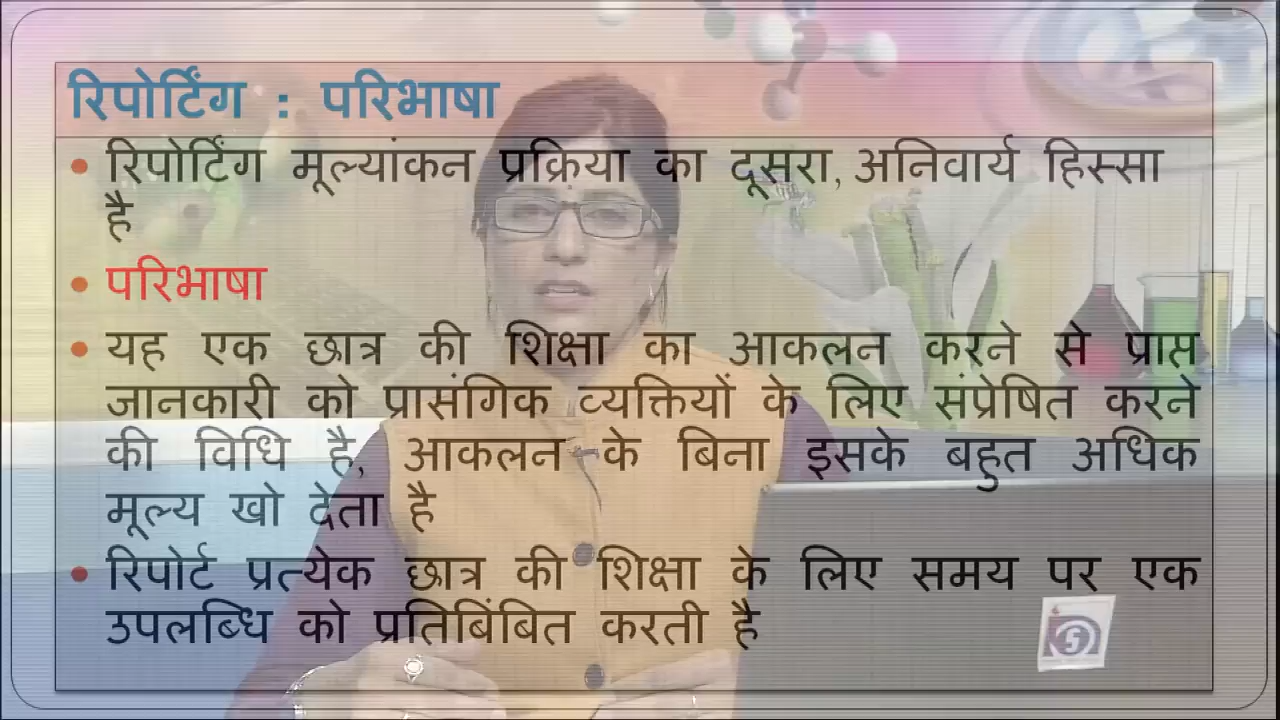 रिपोर्टिंग : परिभाषा
• रिपोर्टिंग मूल्यांकन प्रक्रिया का दूसरा, अनिवार्य हिस्सा
है
• परिभाषा
• यह एक छात्र की शिक्षा का आकलन करने से प्राप्त
जानकारी को प्रासंगिक व्यक्तियों के लिए संप्रेषित करने
की विधि है, आकलन के बिना इसके बहुत अधिक
मूल्य खो देता है
• रिपोर्ट प्रत्येक छात्र की शिक्षा के लिए समय पर एक
उपलब्धि को प्रतिबिंबित करती है